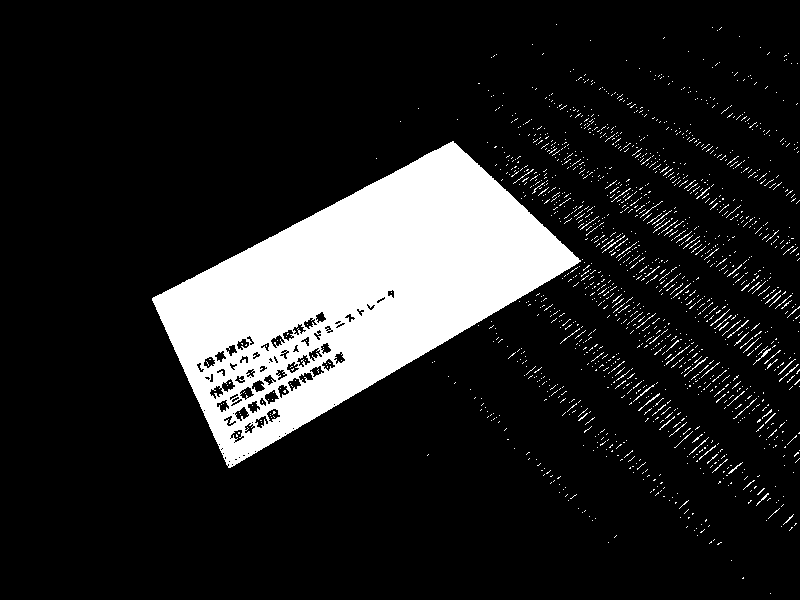 【保有資格】
ソフトウェア開発技術者
情報セキュリティアドミニストレータ
第三種電気主任技術者
乙種第4類危険物取扱者
空手初段